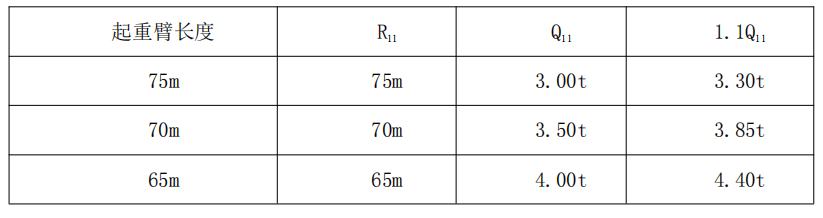 起重臂长度 R₁₁ Q₁₁ 1.1Q₁₁
75m 75m 3.00t 3.30t
70m 70m 3.50t 3.85t
65m 65m 4.00t 4.40t